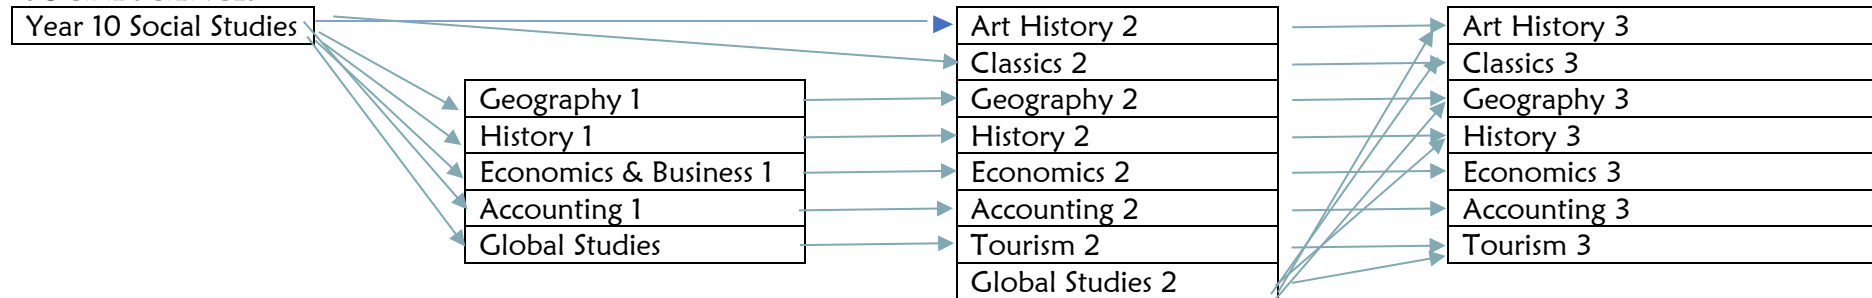 Year 10 Social Studies
Art History 2
Art History 3
Classics 2
Classics 3
Geography 1
Geography 2
Geography 3
History 1
History 2
History 3
Economics & Business 1
Economics 2
Economics 3
Accounting 1
Accounting 2
Accounting 3
Global Studies
Tourism 2
Tourism 3
Global Studies 2